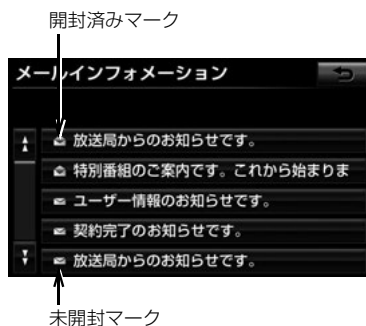 開封済みマーク
メールインフォメーション
放送局からのお知らせです。
特別番組のご案内です。これから始まりま
ユーザー情報のお知らせです。
契約完了のお知らせです。
放送局からのお知らせです。
未開封マーク